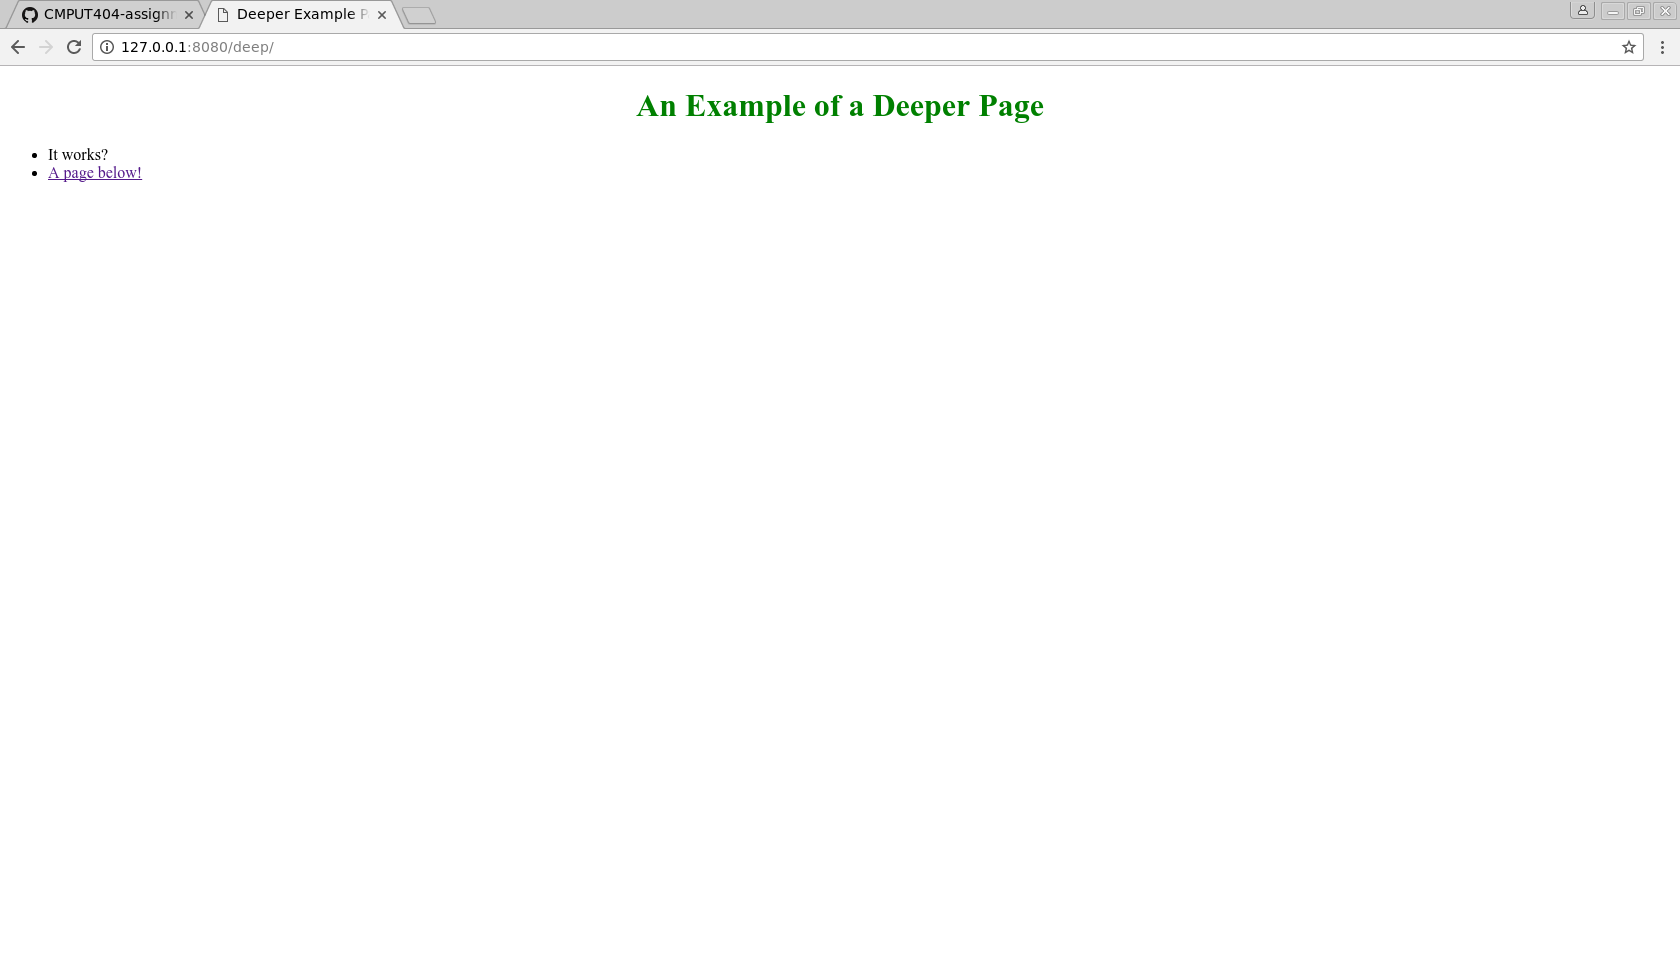 CMPUT404-assignr
Deeper Example P
127.0.0.1:8080/deep/
An Example of a Deeper Page
It works?
A page below!